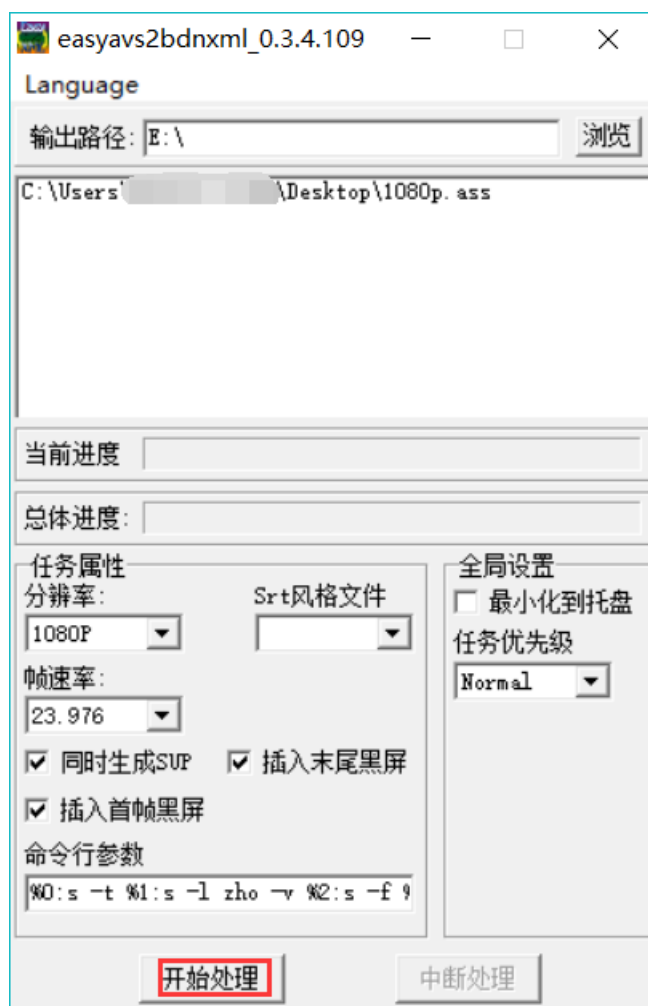 easyavs2bdnxml_0.3.4.109
Language
输出路径: E:\ 浏览
C:\Users\ \Desktop\1080p.ass
当前进度
总体进度:
任务属性 全局设置
分辨率: Srt风格文件 最小化到托盘
1080P 任务优先级
帧速率: Normal
23.976
同时生成SUP 插入末尾黑屏
插入首帧黑屏
命令行参数
%0:s -t %1:s -l zho -v %2:s -f
开始处理 中断处理